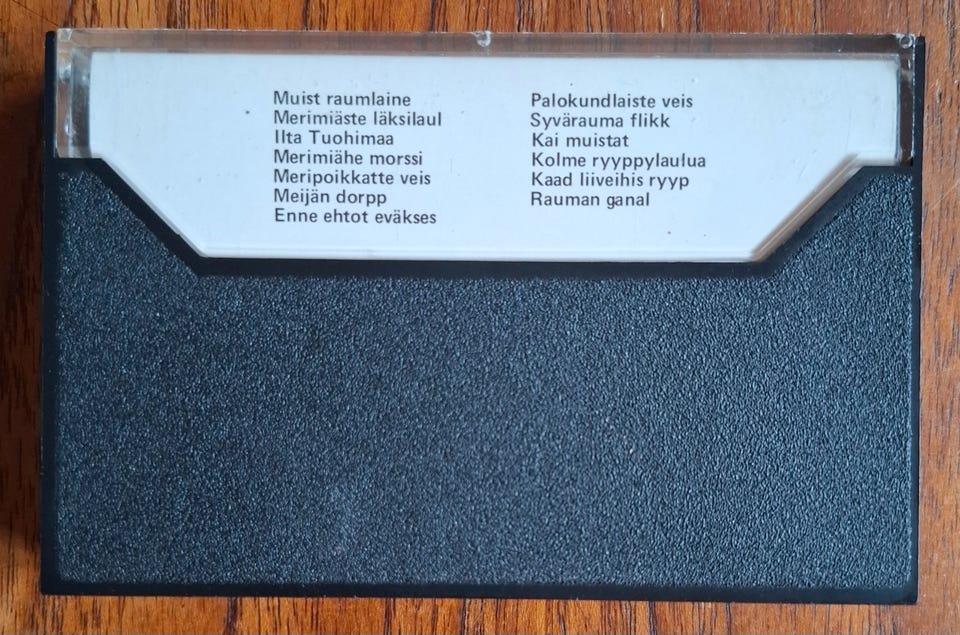 Muist raumlaine
Merimiäste läksilaul
Ilta Tuohimaa
Merimiähe morssi
Meripoikkatte veis
Meijän dorpp
Enne ehtot eväkses
Palokundlaiste veis
Syvärauma flikk
Kai muistat
Kolme ryyppylaulua
Kaad liiveihis ryyp
Rauman ganal